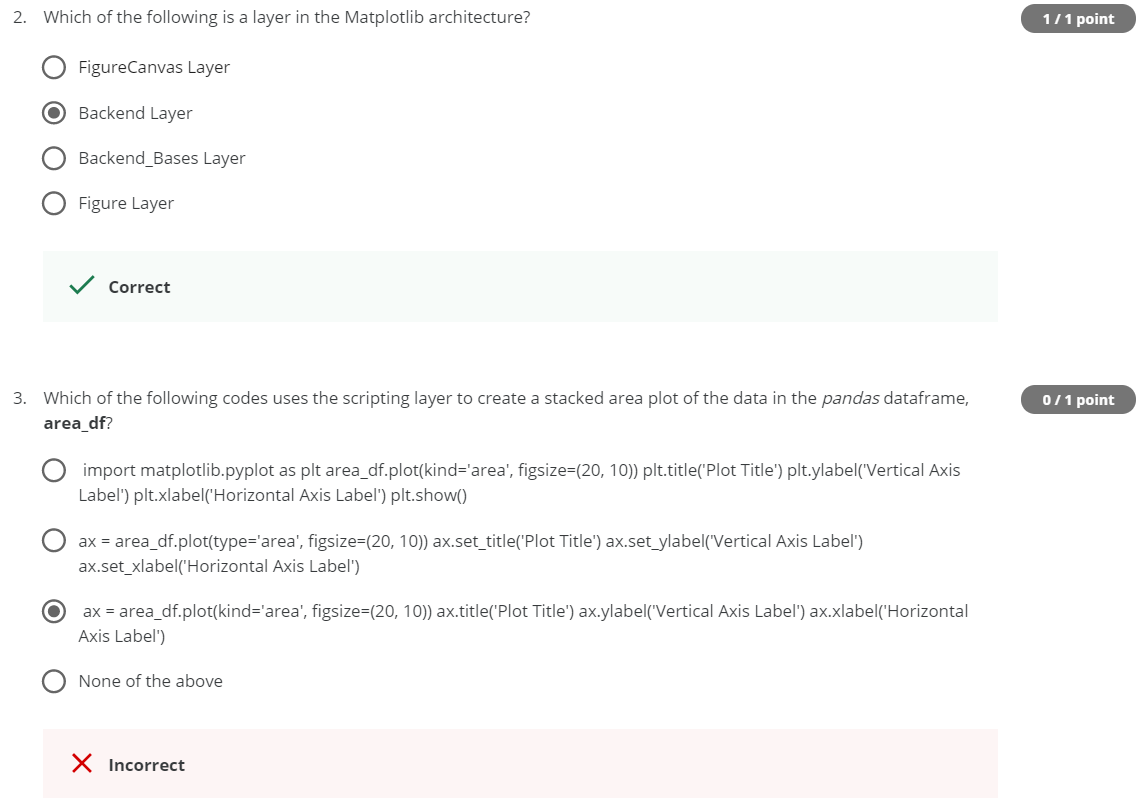 2. Which of the following is a layer in the Matplotlib architecture?
1 / 1 point
FigureCanvas Layer
Backend Layer
Backend_Bases Layer
Figure Layer
Correct
3. Which of the following codes uses the scripting layer to create a stacked area plot of the data in the pandas dataframe,
area_df?
0 / 1 point
import matplotlib.pyplot as plt area_df.plot(kind='area', figsize=(20, 10)) plt.title('Plot Title') plt.ylabel('Vertical Axis
Label') plt.xlabel('Horizontal Axis Label') plt.show()
ax = area_df.plot(type='area', figsize=(20, 10)) ax.set_title('Plot Title') ax.set_ylabel('Vertical Axis Label')
ax.set_xlabel('Horizontal Axis Label')
ax = area_df.plot(kind='area', figsize=(20, 10)) ax.title('Plot Title') ax.ylabel('Vertical Axis Label') ax.xlabel('Horizontal
Axis Label')
None of the above
Incorrect